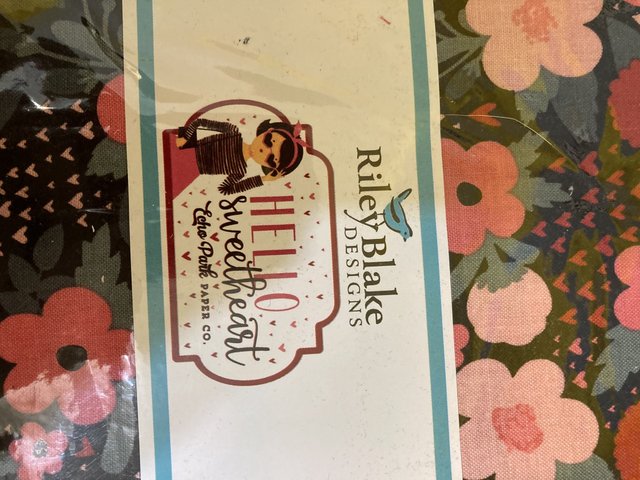 Riley Blake
DESIGNS
HELLO
sweetheart
Echo Park PAPER CO.